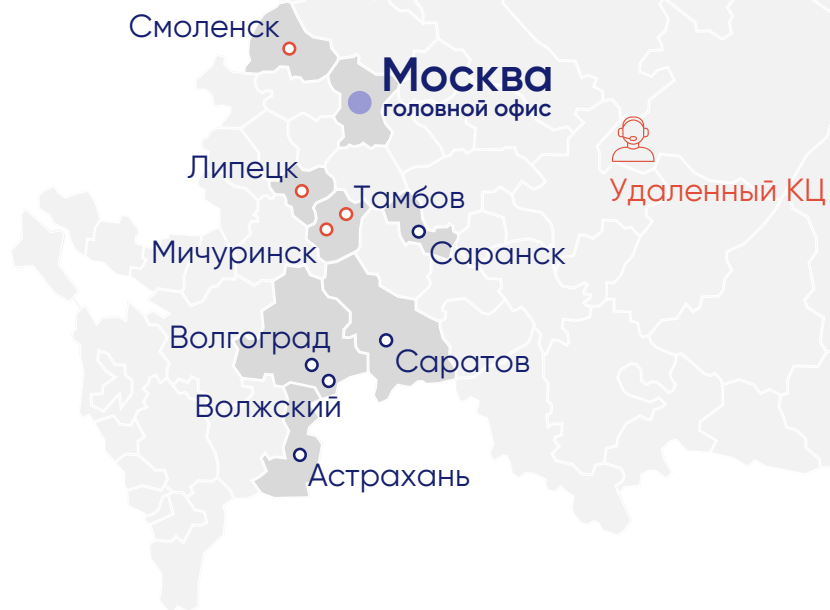 Смоленск
Москва
головной офис
Липецк
Удаленный КЦ
Тамбов
Мичуринск
Саранск
Волгоград
Саратов
Волжский
Астрахань